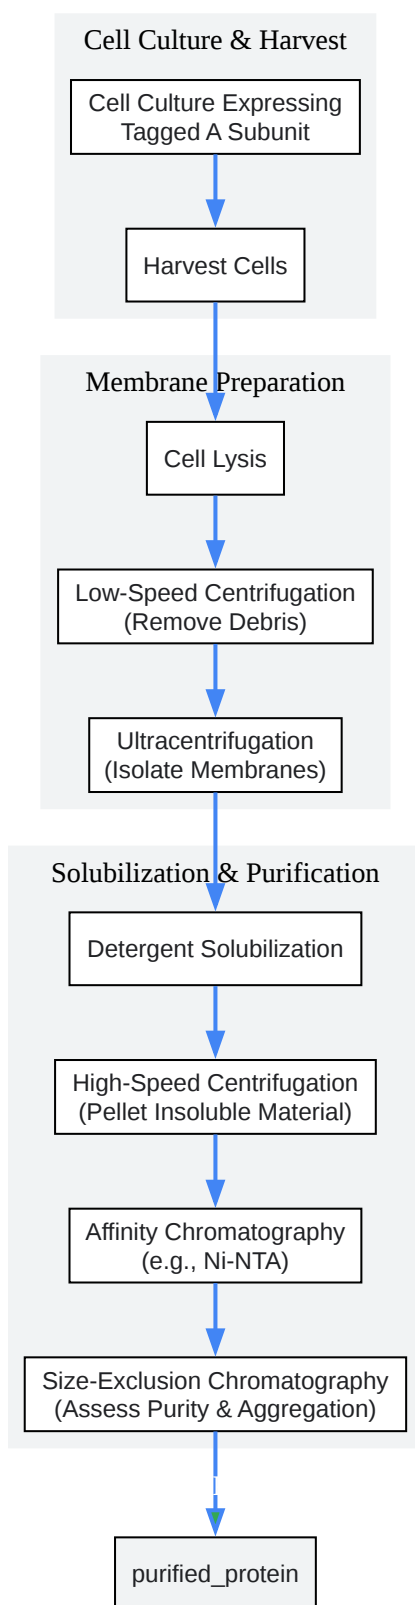 Cell Culture & Harvest
Cell Culture Expressing
Tagged A Subunit
Harvest Cells
Membrane Preparation
Cell Lysis
Low-Speed Centrifugation
(Remove Debris)
Ultracentrifugation
(Isolate Membranes)
Solubilization & Purification
Detergent Solubilization
High-Speed Centrifugation
(Pellet Insoluble Material)
Affinity Chromatography
(e.g., Ni-NTA)
Size-Exclusion Chromatography
(Assess Purity & Aggregation)
purified_protein